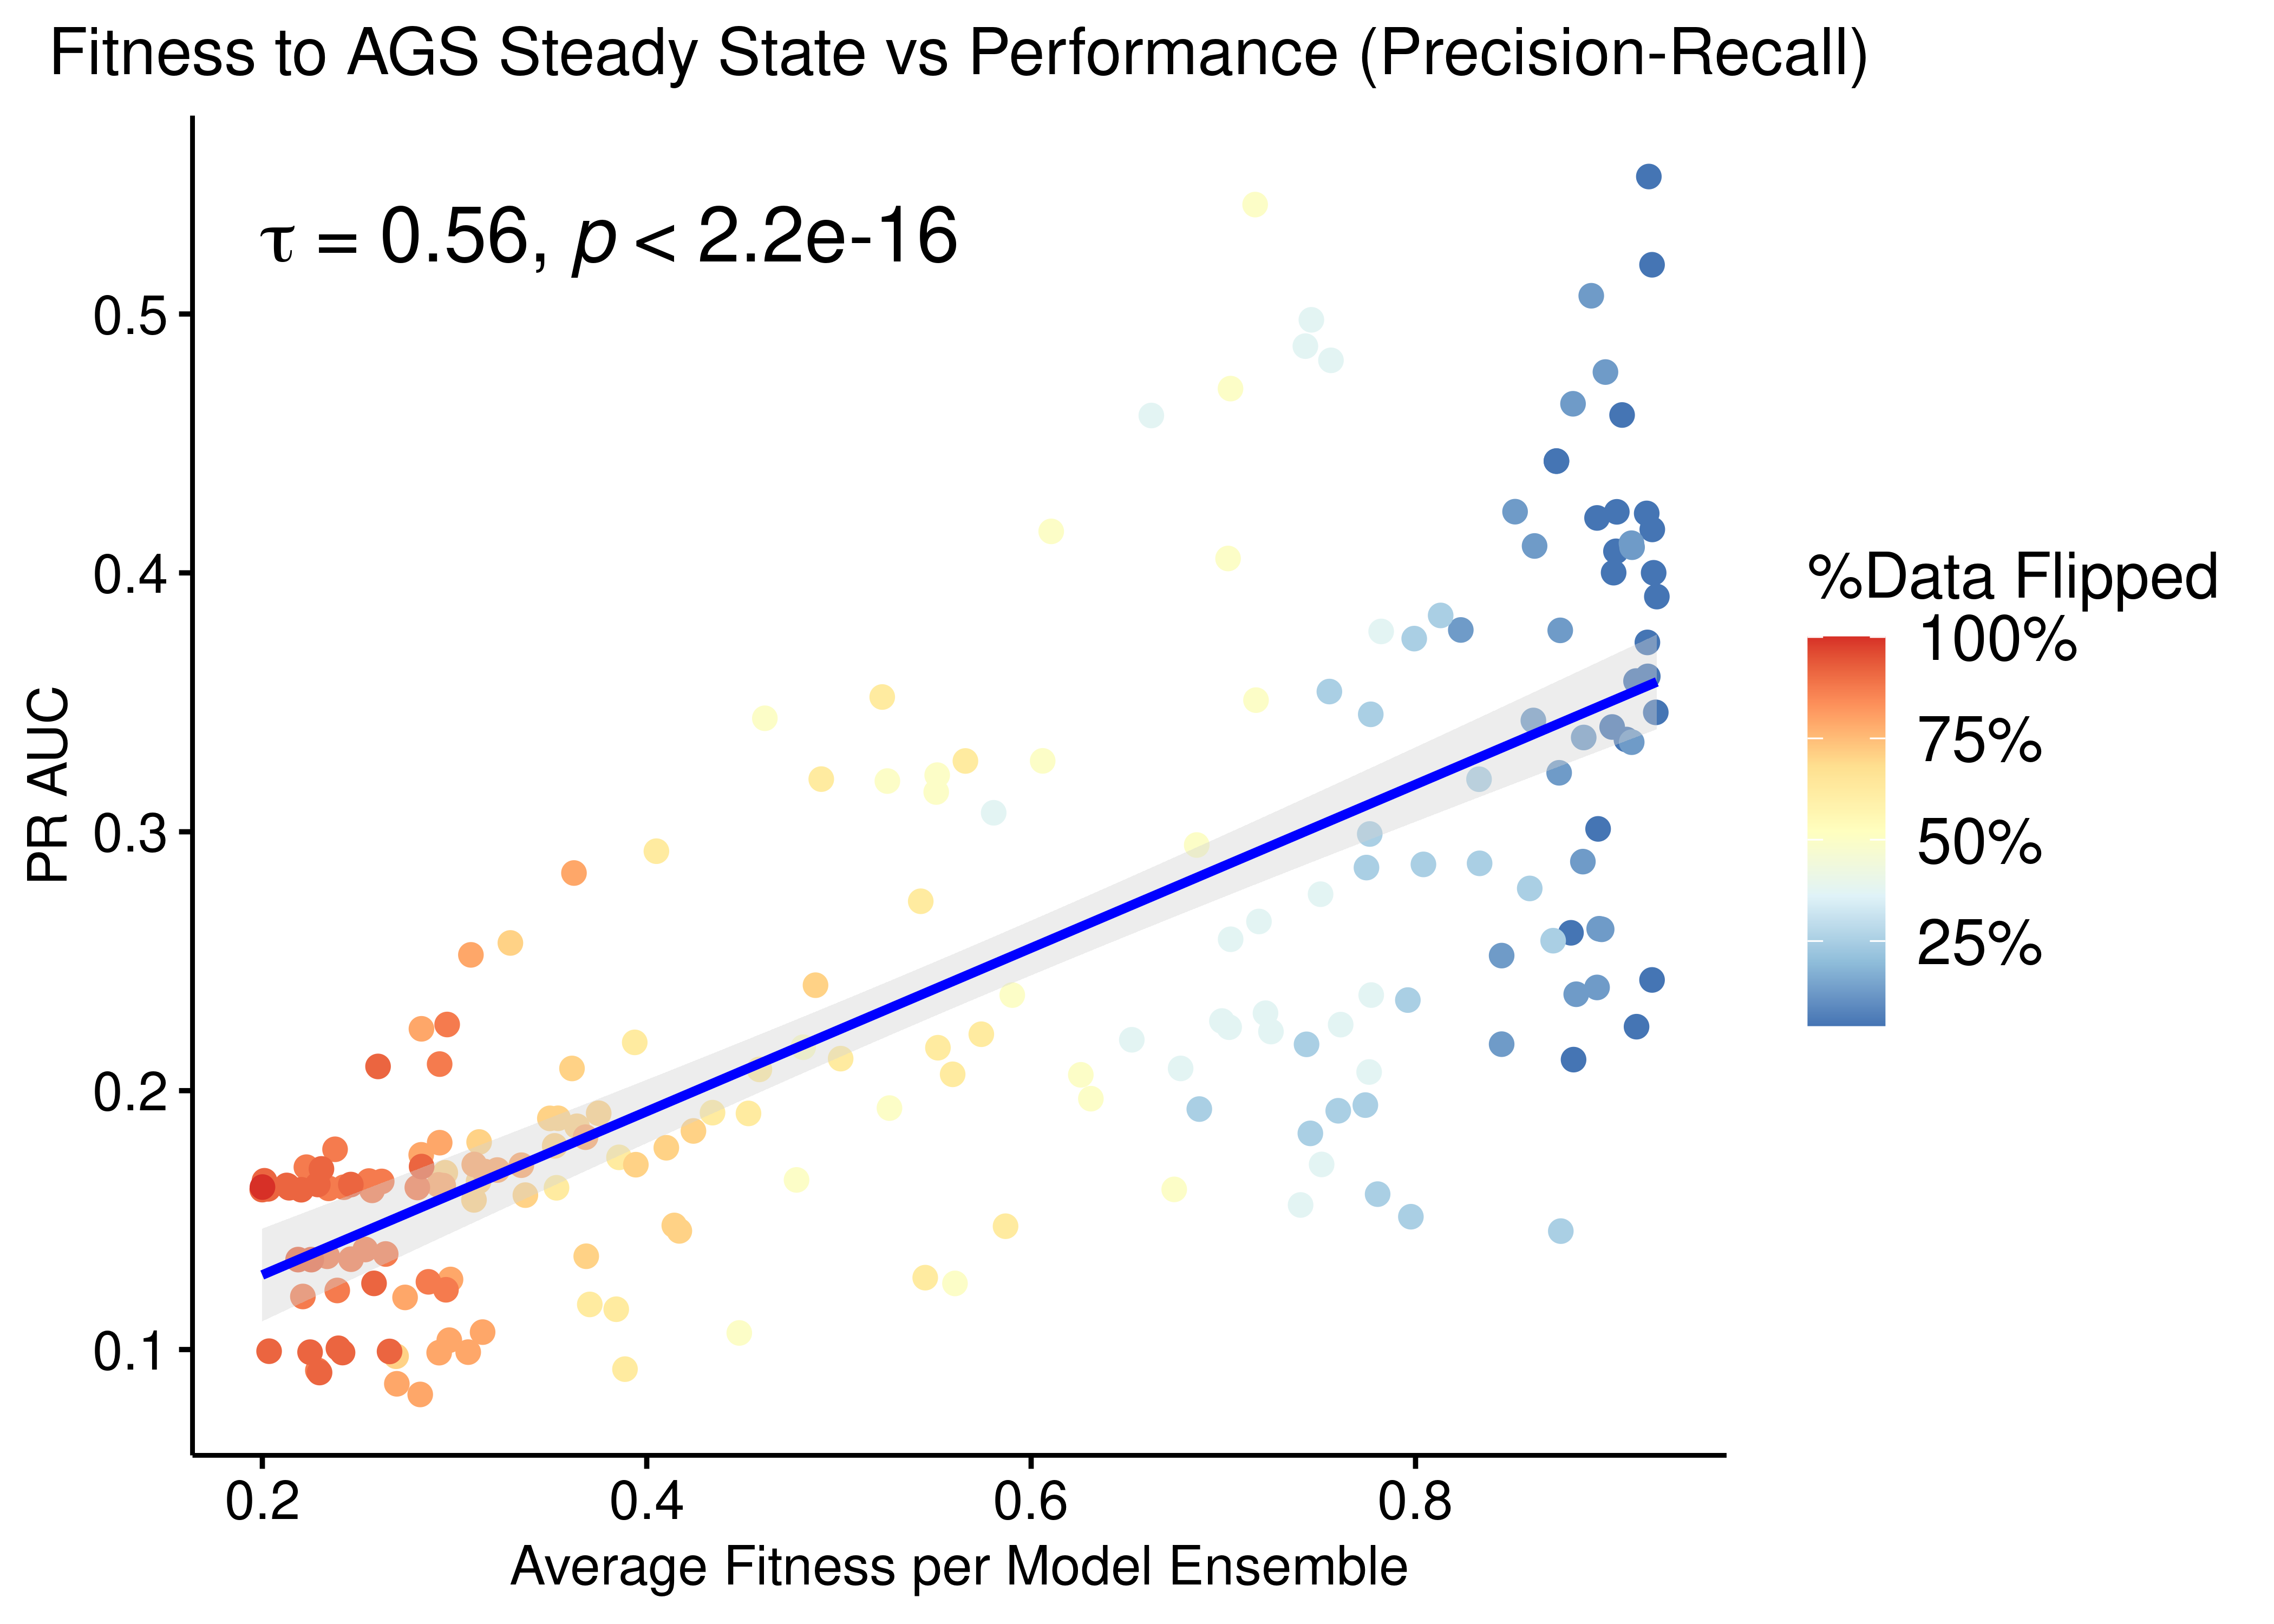 Fitness to AGS Steady State vs Performance (Precision-Recall)
τ = 0.56, p < 2.2e-16
PR AUC
0.5
0.4
0.3
0.2
0.1
0.2 0.4 0.6 0.8
Average Fitness per Model Ensemble
%Data Flipped
100%
75%
50%
25%